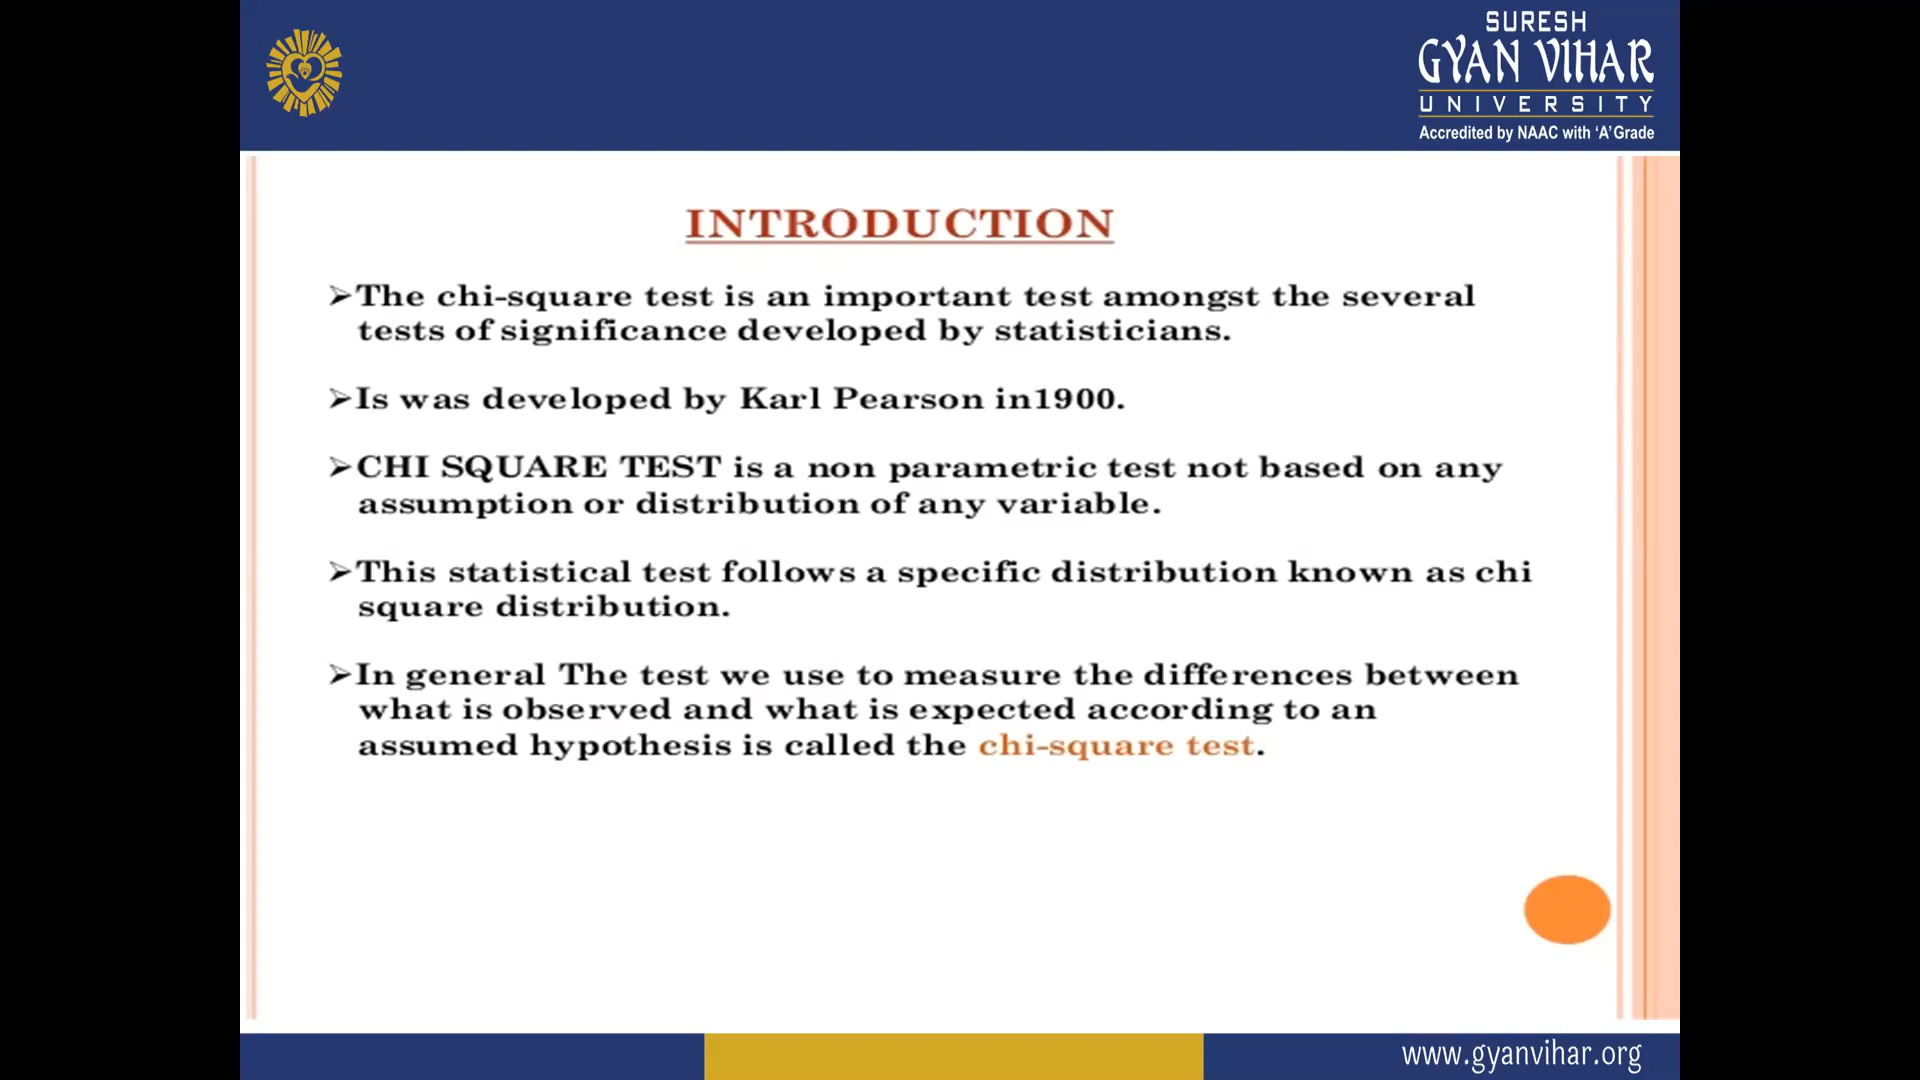 SURESH
GYAN VIHAR
UNIVERSITY
Accredited by NAAC with ‘A’ Grade
INTRODUCTION
➢The chi-square test is an important test amongst the several
tests of significance developed by statisticians.
➢Is was developed by Karl Pearson in1900.
➢CHI SQUARE TEST is a non parametric test not based on any
assumption or distribution of any variable.
➢This statistical test follows a specific distribution known as chi
square distribution.
➢In general The test we use to measure the differences between
what is observed and what is expected according to an
assumed hypothesis is called the chi-square test.
www.gyanvihar.org